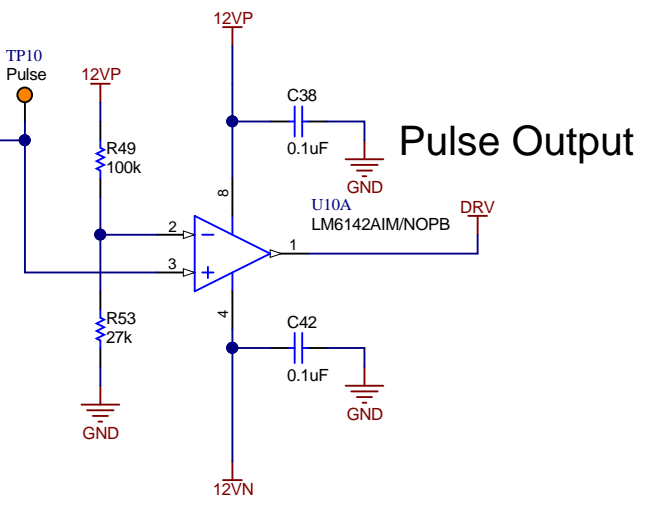 12VP
TP10
Pulse
12VP
C38
0.1uF
GND
Pulse Output
R49
100k
8
U10A
LM6142AIM/NOPB
DRV
2
1
3
4
R53
27k
C42
0.1uF
GND
GND
12VN